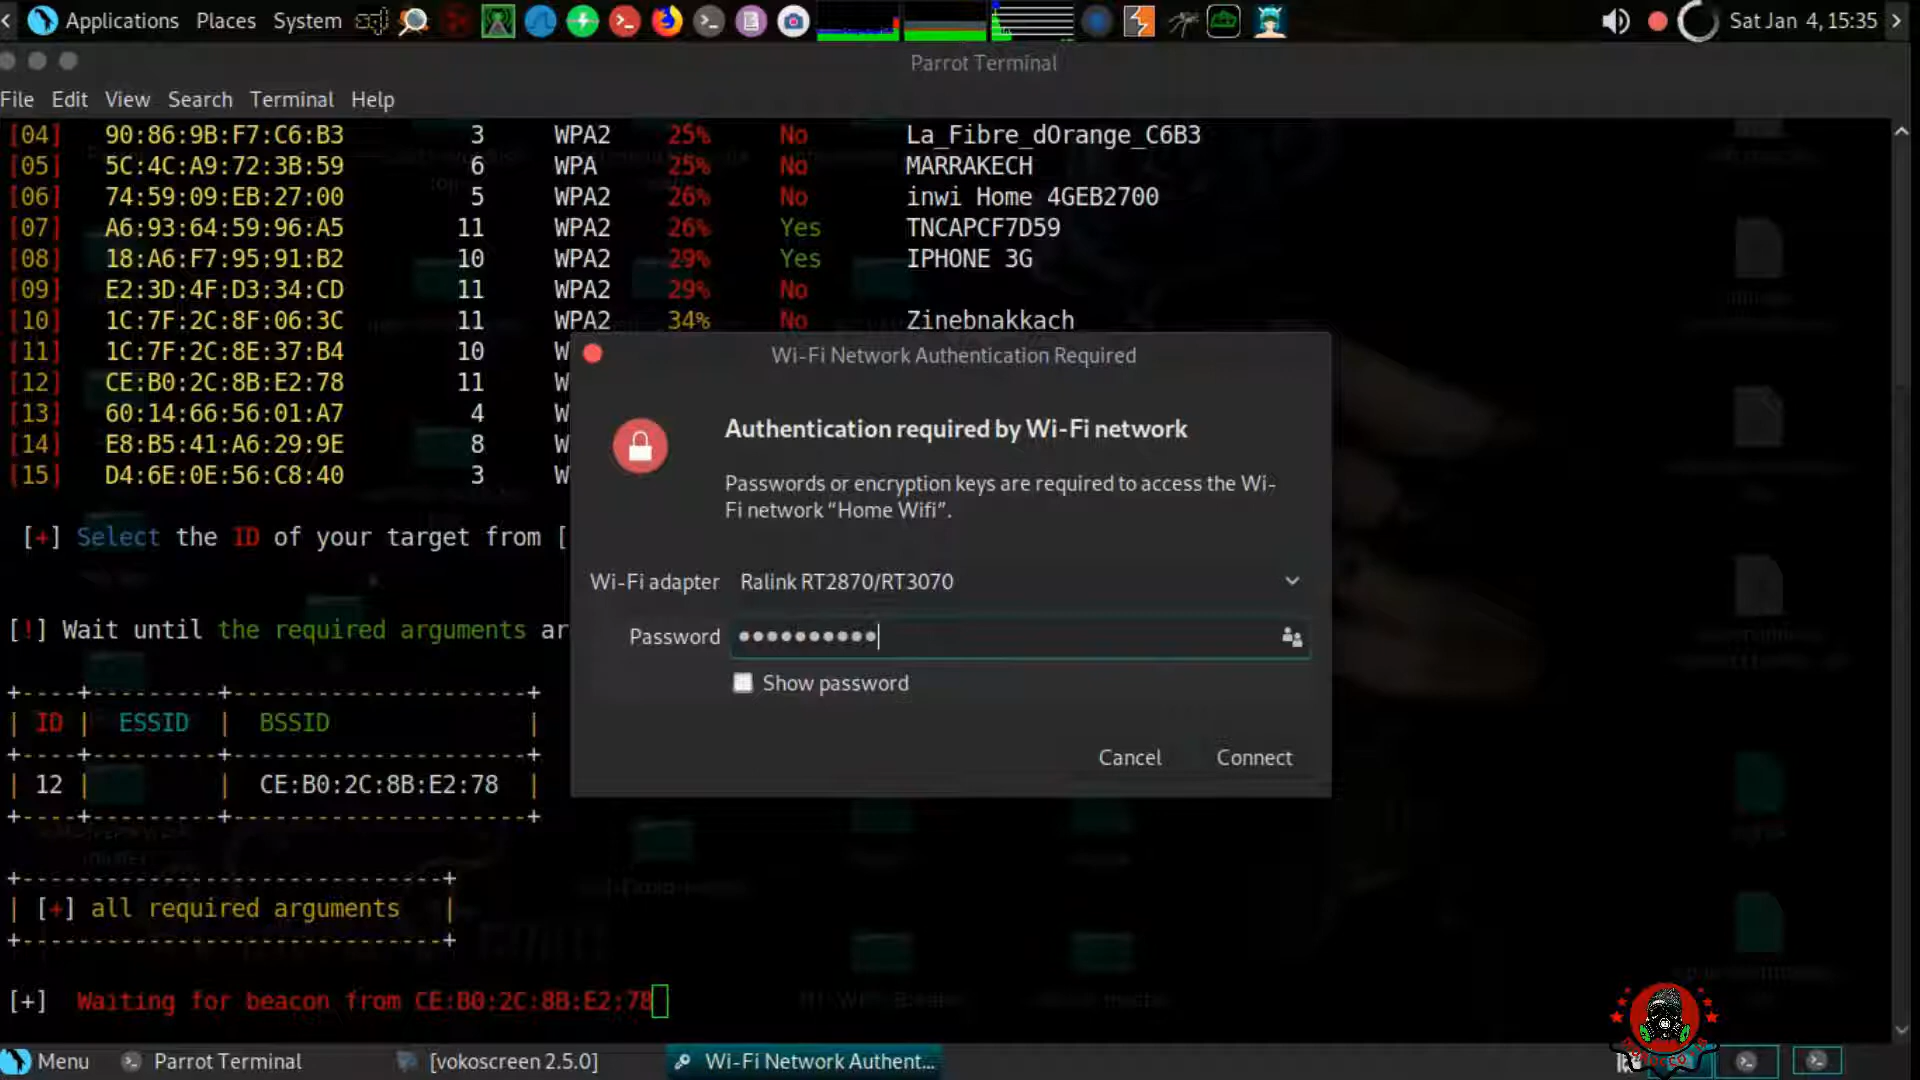 Applications Places System Sat Jan 4, 15:35
Parrot Terminal
File Edit View Search Terminal Help
[04] 90:86:9B:F7:C6:B3 3 WPA2 25% No La_Fibre_dOrange_C6B3
[05] 5C:4C:A9:72:3B:59 6 WPA 25% No MARRAKECH
[06] 74:59:09:EB:27:00 5 WPA2 26% No inwi Home 4GEB2700
[07] A6:93:64:59:96:A5 11 WPA2 26% Yes TNCAPCF7D59
[08] 18:A6:F7:95:91:B2 10 WPA2 29% Yes IPHONE 3G
[09] E2:3D:4F:D3:34:CD 11 WPA2 29% No
[10] 1C:7F:2C:8F:06:3C 11 WPA2 34% No Zinebnakkach
[11] 1C:7F:2C:8E:37:B4 10 W
[12] CE:B0:2C:8B:E2:78 11 W
[13] 60:14:66:56:01:A7 4 W
[14] E8:B5:41:A6:29:9E 8 W
[15] D4:6E:0E:56:C8:40 3 W
[+] Select the ID of your target from [
[!] Wait until the required arguments ar
| ID | ESSID | BSSID |
| 12 | | CE:B0:2C:8B:E2:78 |
| [+] all required arguments |
[+] Waiting for beacon from CE:B0:2C:8B:E2:78
Wi-Fi Network Authentication Required
Authentication required by Wi-Fi network
Passwords or encryption keys are required to access the Wi-
Fi network “Home Wifi”.
Wi-Fi adapter Ralink RT2870/RT3070
Password ••••••••••
Show password
Cancel Connect
Menu Parrot Terminal [vokoscreen 2.5.0] Wi-Fi Network Authent...